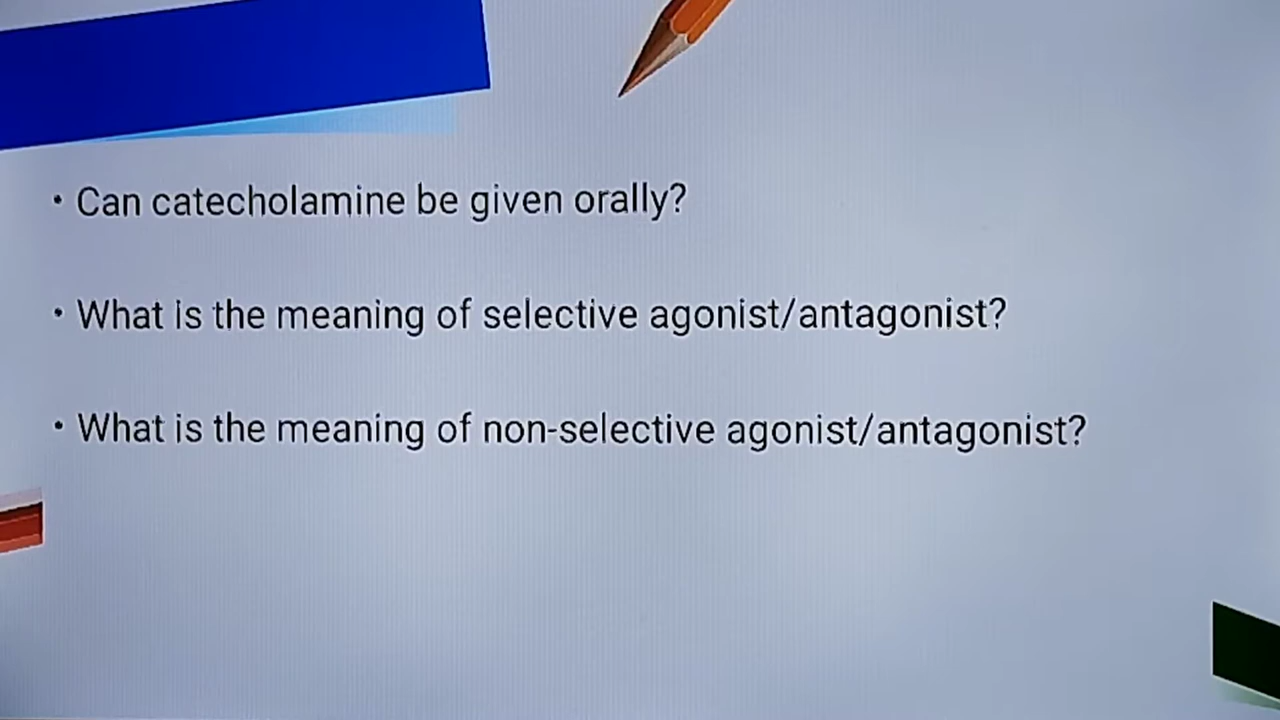 • Can catecholamine be given orally?
• What is the meaning of selective agonist/antagonist?
• What is the meaning of non-selective agonist/antagonist?